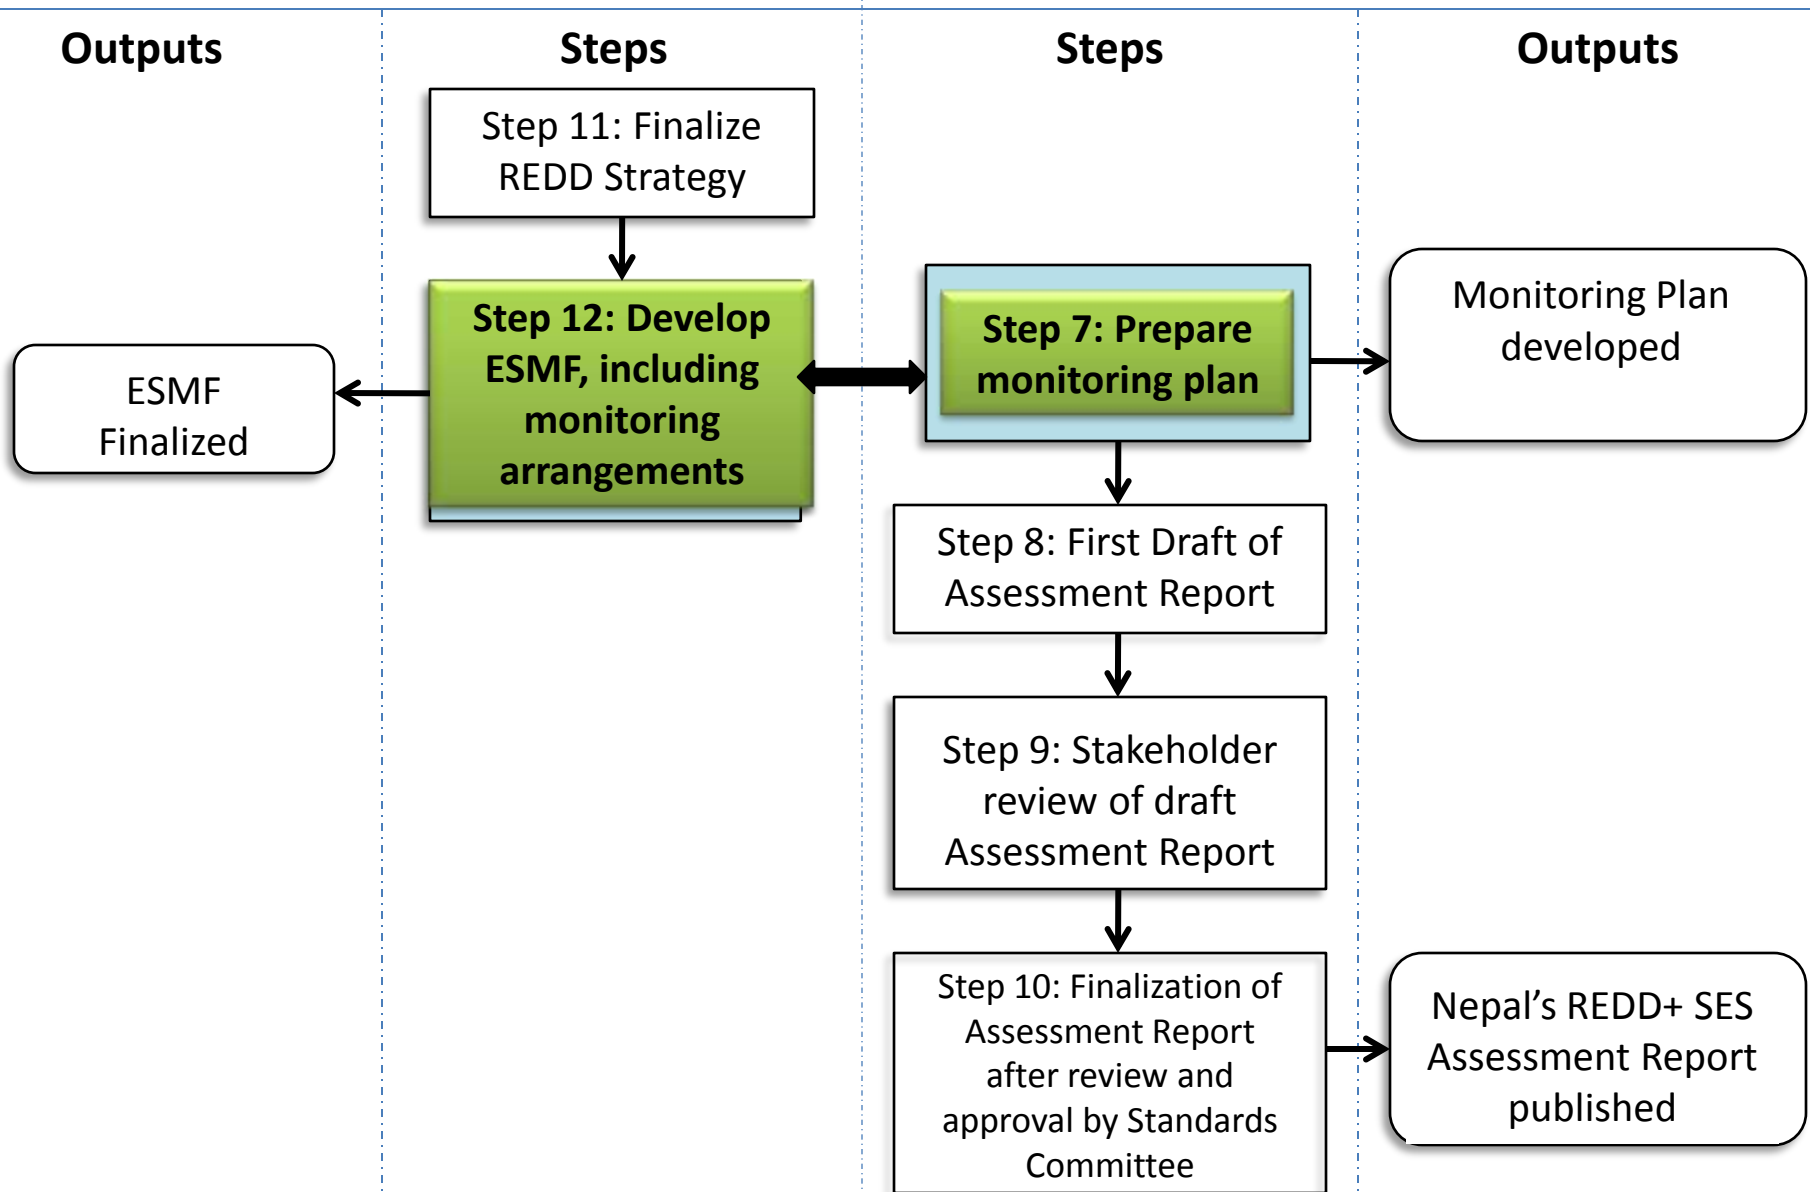 Outputs
Steps
Steps
Outputs
Step 11: Finalize
REDD Strategy
Step 12: Develop
ESMF, including
monitoring
arrangements
ESMF
Finalized
Step 7: Prepare
monitoring plan
Monitoring Plan
developed
Step 8: First Draft of
Assessment Report
Step 9: Stakeholder
review of draft
Assessment Report
Step 10: Finalization of
Assessment Report
after review and
approval by Standards
Committee
Nepal’s REDD+ SES
Assessment Report
published